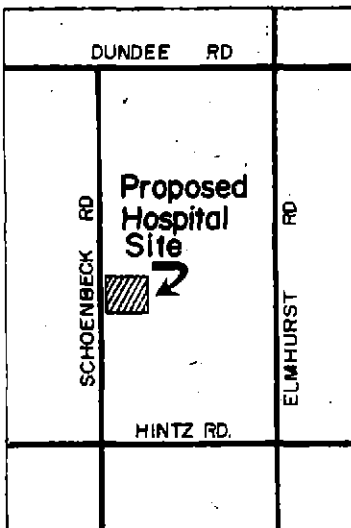 DUNDEE RD
Proposed
Hospital
Site
SCHOENBECK RD
ELMHURST RD
HINTZ RD.